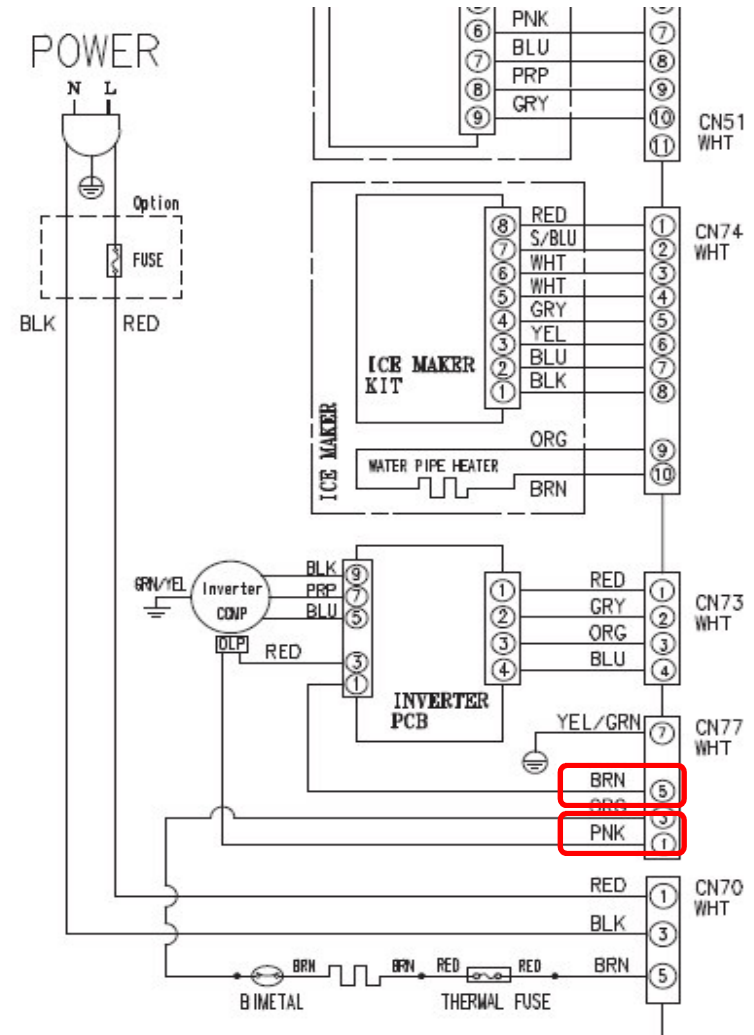 POWER
N L
Option
FUSE
BLK RED
6 PNK 7
7 BLU 8
8 PRP 9
9 GRY 10
11
CN51
WHT
ICE MAKER
ICE MAKER
KIT
8 RED 1
7 S/BLU 2
6 WHT 3
5 WHT 4
4 GRY 5
3 YEL 6
2 BLU 7
1 BLK 8
CN74
WHT
ORG 9
WATER PIPE HEATER
BRN 10
GRN/YEL
Inverter
COMP
OLP
BLK 9
PRP 7
BLU 5
RED 3
1
INVERTER
PCB
1 RED 1
2 GRY 2
3 ORG 3
4 BLU 4
CN73
WHT
YEL/GRN 7
CN77
WHT
BRN 5
ORG 3
PNK 1
RED 1
CN70
WHT
BLK 3
BRN BRN RED RED BRN 5
BIMETAL THERMAL FUSE